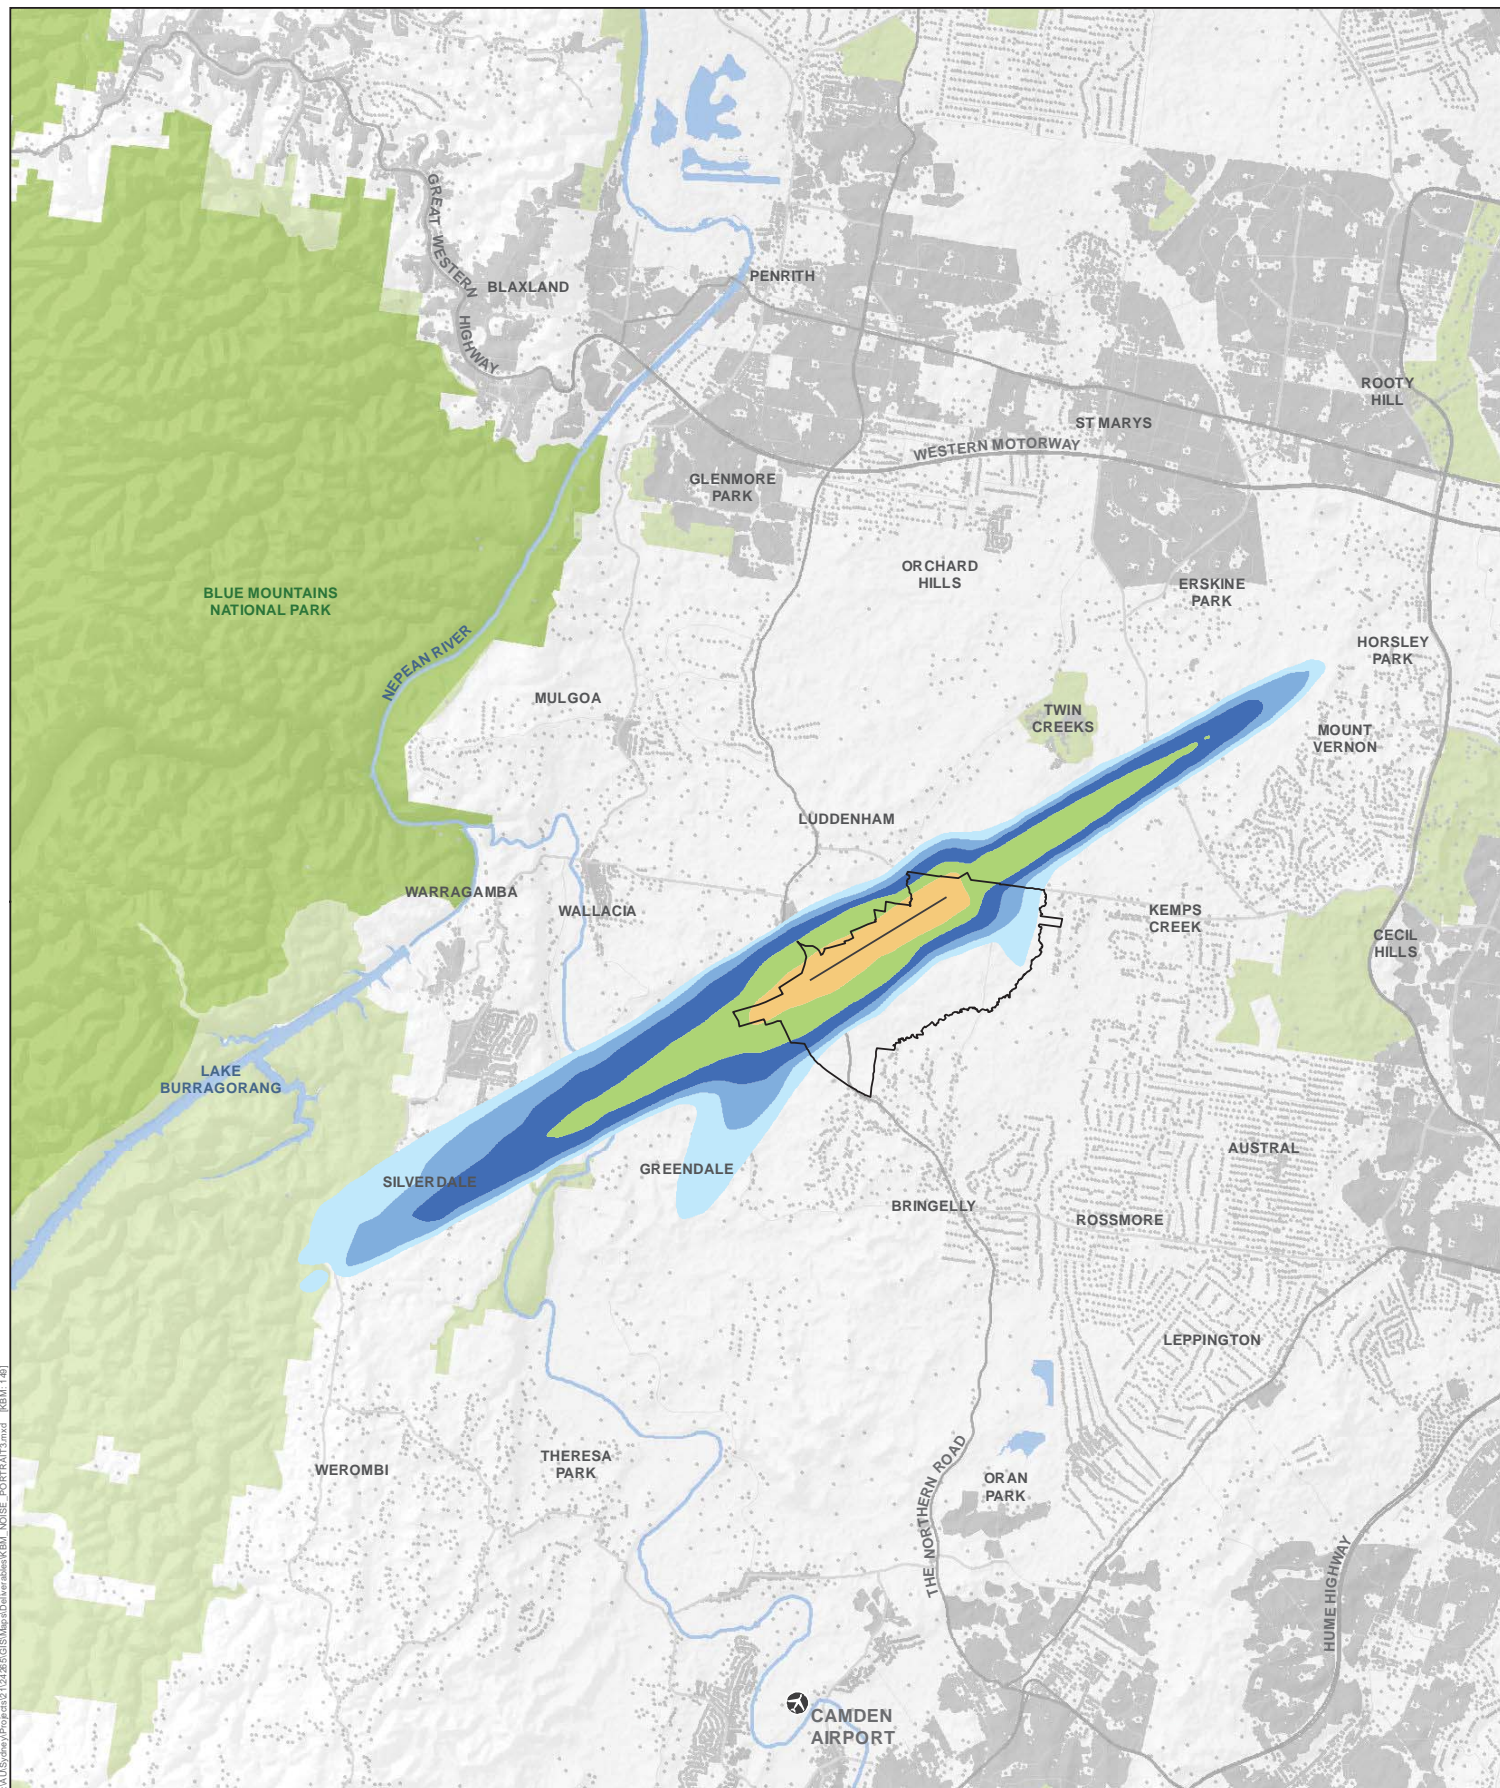 GREAT WESTERN HIGHWAY
BLAXLAND
PENRITH
ROOTY
HILL
ST MARYS
WESTERN MOTORWAY
GLENMORE
PARK
ORCHARD
HILLS
ERSKINE
PARK
BLUE MOUNTAINS
NATIONAL PARK
NEPEAN RIVER
HORSLEY
PARK
MULGOA
TWIN
CREEKS
MOUNT
VERNON
LUDDENHAM
WARRAGAMBA
WALLACIA
KEMPS
CREEK
CECIL
HILLS
LAKE
BURRAGORANG
SILVERDALE
GREENDALE
AUSTRAL
BRINGELLY
ROSSMORE
LEPPINGTON
WEROMBI
THERESA
PARK
THE NORTHERN ROAD
ORAN
PARK
HUME HIGHWAY
CAMDEN
AIRPORT